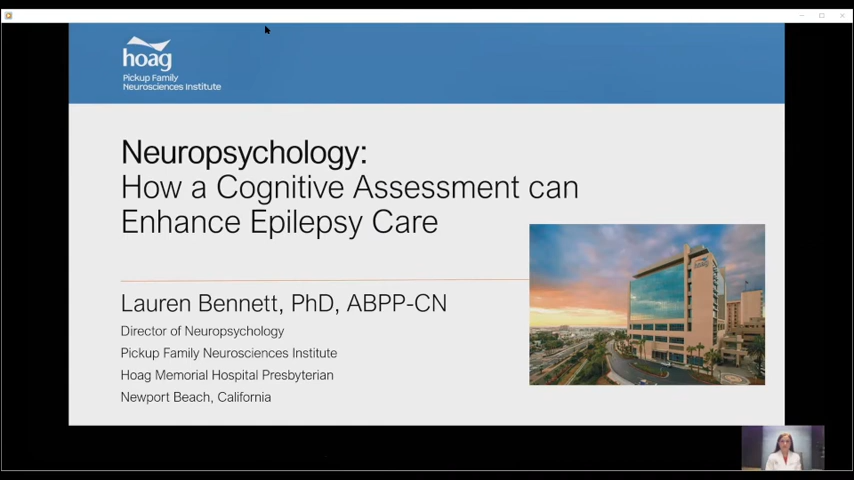 hoag
Pickup Family
Neurosciences Institute
Neuropsychology:
How a Cognitive Assessment can
Enhance Epilepsy Care
hoag
Lauren Bennett, PhD, ABPP-CN
Director of Neuropsychology
Pickup Family Neurosciences Institute
Hoag Memorial Hospital Presbyterian
Newport Beach, California